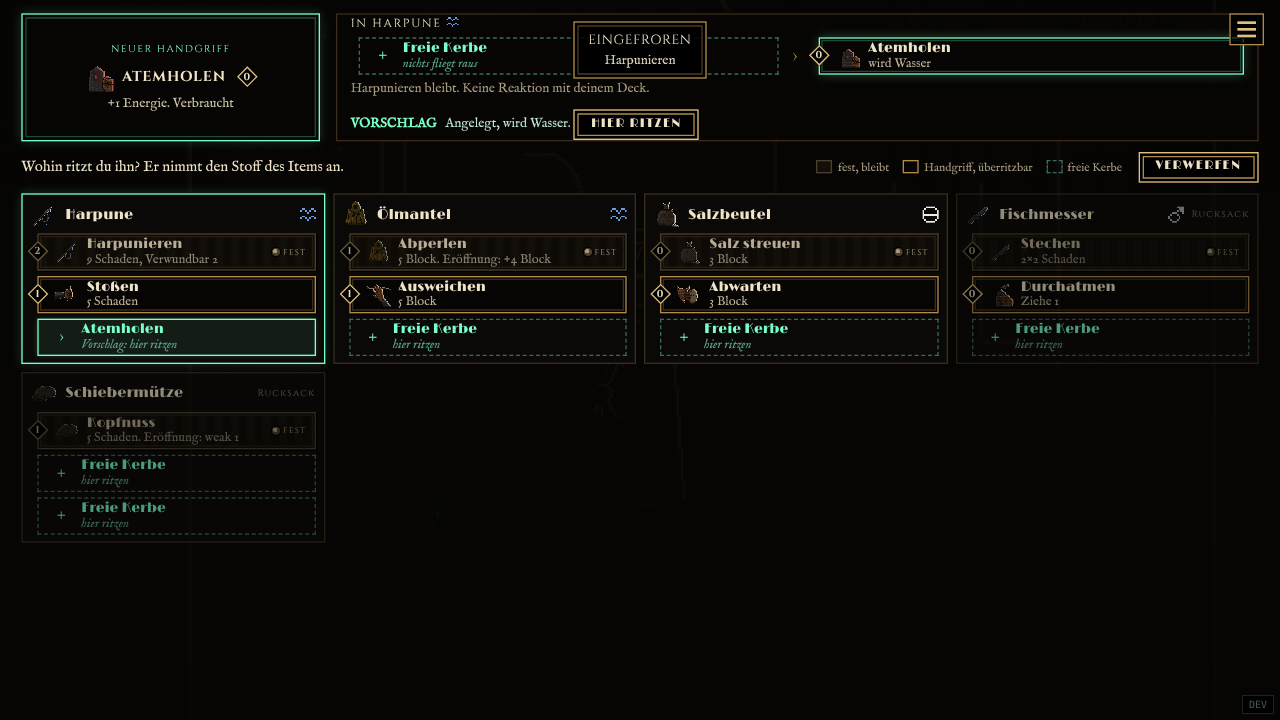 NEUER HANDGRIFF
ATEMHOLEN 0
+1 Energie. Verbraucht
IN HARPUNE
+ Freie Kerbe
nichts fliegt raus
EINGEFROREN
Harpunieren
› 0 Atemholen
wird Wasser
Harpunieren bleibt. Keine Reaktion mit deinem Deck.
VORSCHLAG Angelegt, wird Wasser. HIER RITZEN
Wohin ritzt du ihn? Er nimmt den Stoff des Items an.
fest, bleibt
Handgriff, überritzbar
freie Kerbe
VERWERFEN
Harpune
2 Harpunieren
9 Schaden, Verwundbar 2
FEST
1 Stoßen
5 Schaden
› Atemholen
Vorschlag: hier ritzen
Ölmantel
1 Abperlen
5 Block. Eröffnung: +4 Block
FEST
1 Ausweichen
5 Block
+ Freie Kerbe
hier ritzen
Salzbeutel
0 Salz streuen
3 Block
FEST
0 Abwarten
3 Block
+ Freie Kerbe
hier ritzen
Fischmesser
RUCKSACK
0 Stechen
2×2 Schaden
FEST
0 Durchatmen
Ziehe 1
+ Freie Kerbe
hier ritzen
Schiebermütze
RUCKSACK
1 Kopfnuss
5 Schaden. Eröffnung: weak 1
FEST
+ Freie Kerbe
hier ritzen
+ Freie Kerbe
hier ritzen
DEV